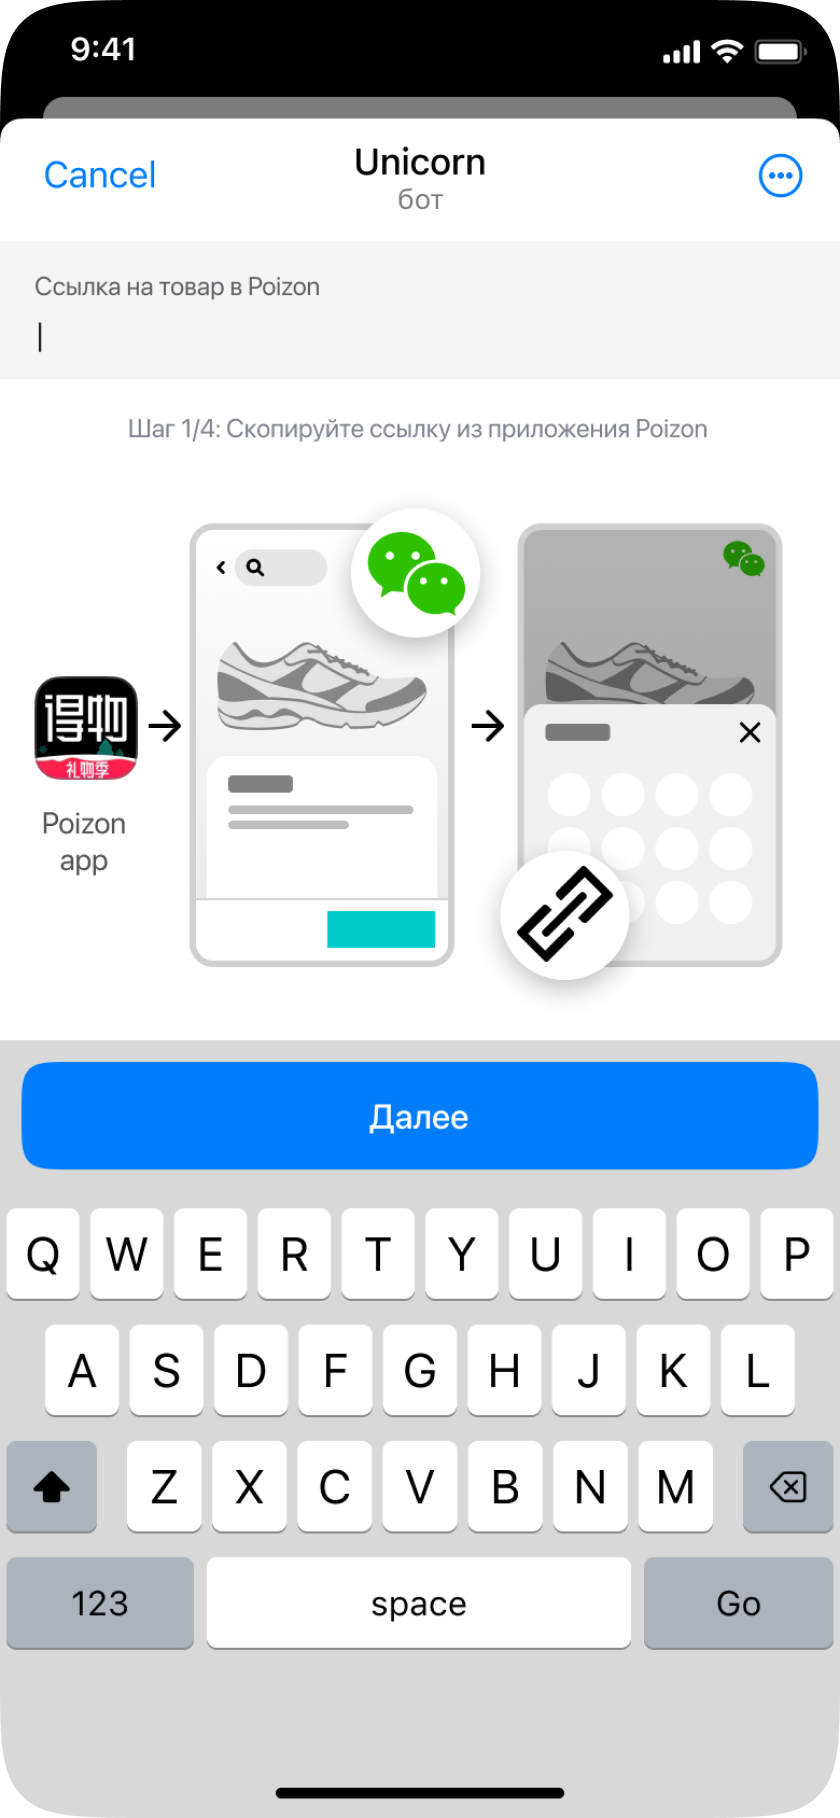 9:41
Cancel
Unicorn
бот
Ссылка на товар в Poizon
Шаг 1/4: Скопируйте ссылку из приложения Poizon
得物
礼物季
Poizon
app
Далее
Q W E R T Y U I O P
A S D F G H J K L
Z X C V B N M
123 space Go